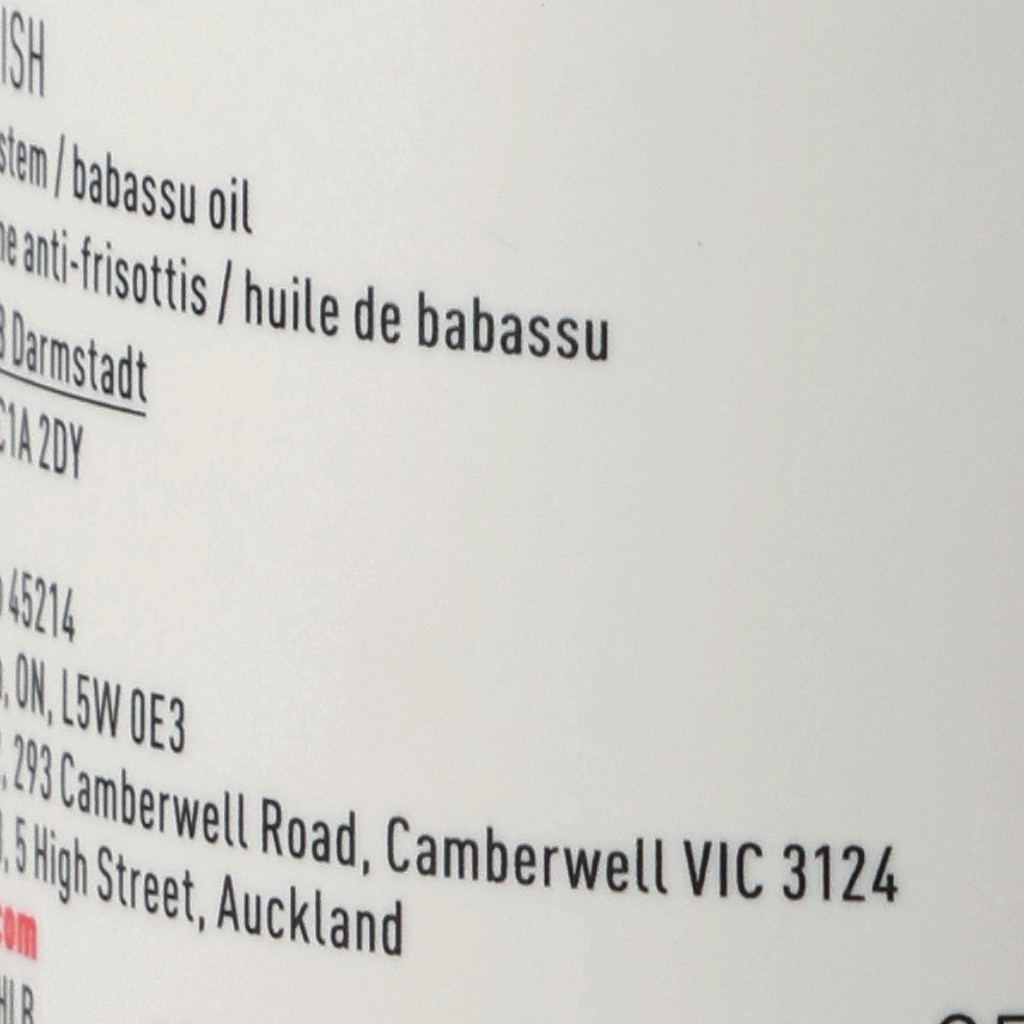 ISH
stem / babassu oil
ne anti-frisottis / huile de babassu
Darmstadt
C1A 2DY
45214
, ON, L5W 0E3
, 293 Camberwell Road, Camberwell VIC 3124
, 5 High Street, Auckland
com